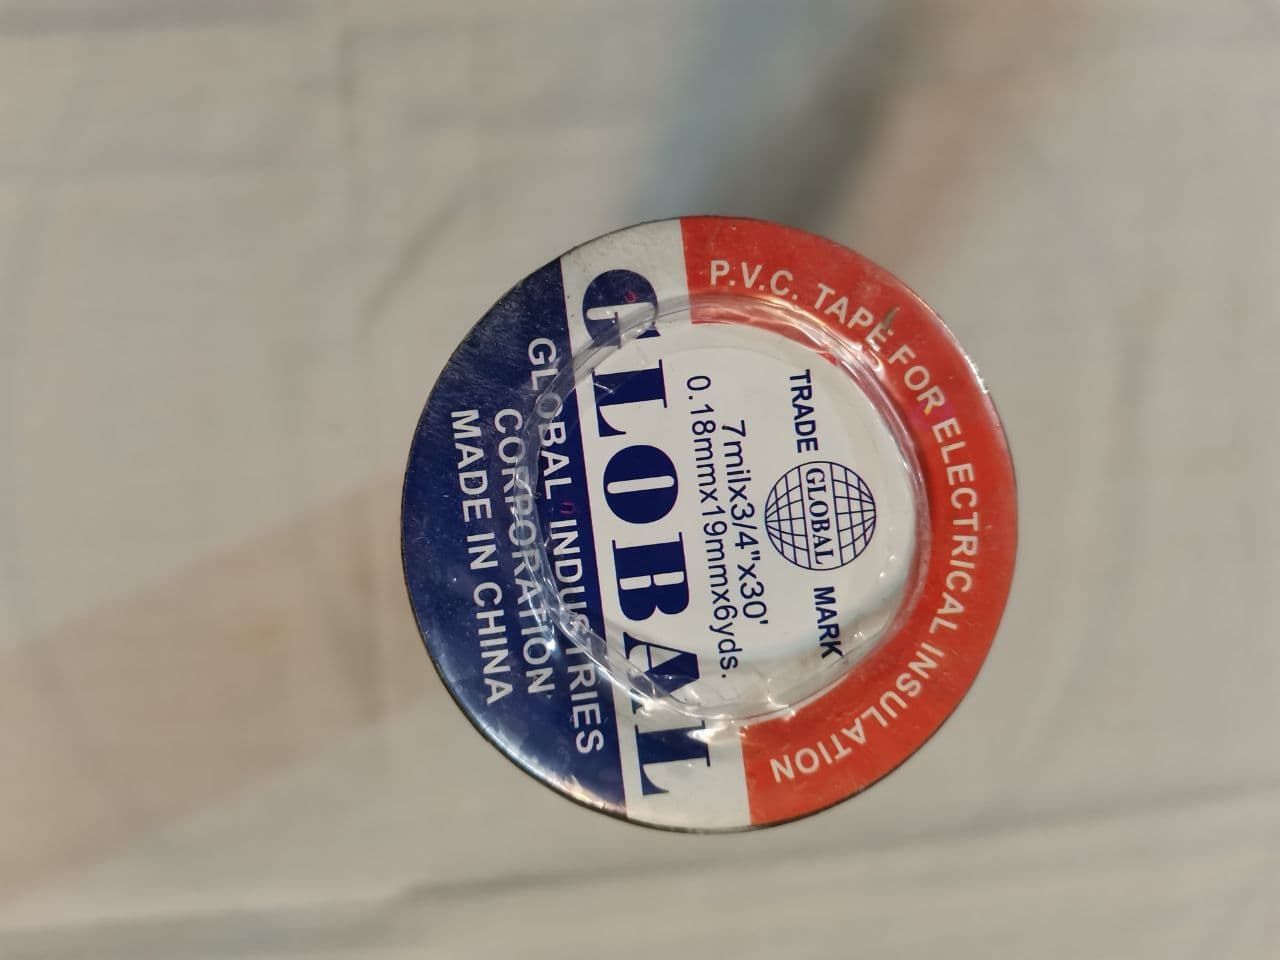 P.V.C. TAPE FOR ELECTRICAL INSULATION
TRADE GLOBAL MARK
7milx3/4"x30'
0.18mmx19mmx6yds.
GLOBAL
GLOBAL INDUSTRIES
CORPORATION
MADE IN CHINA